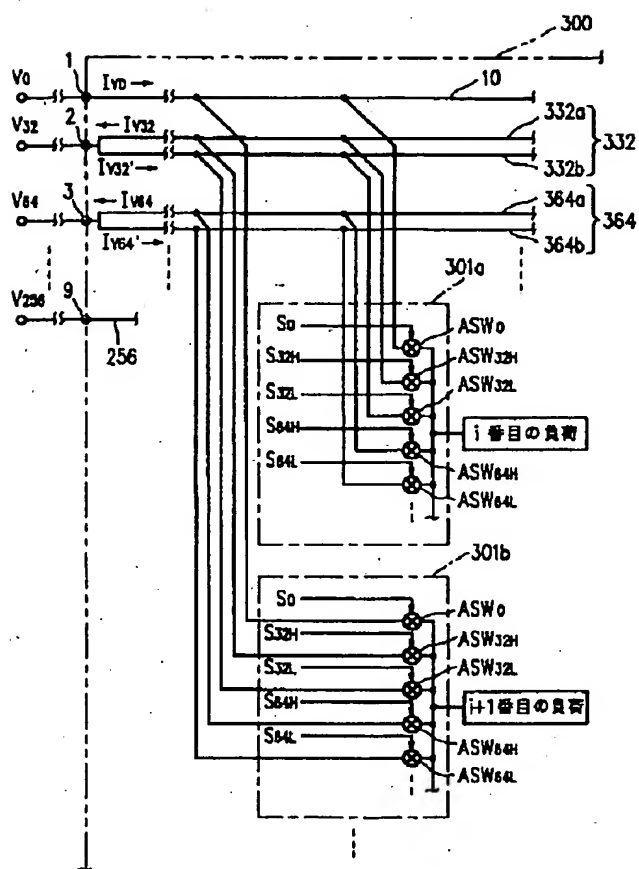 300
V0
1
IV0
10
V32
2
IV32
332a
332
IV32'
332b
V64
3
IV64
364a
364
IV64'
364b
V256
9
256
301a
S0
ASW0
S32H
ASW32H
S32L
ASW32L
S64H
i番目の負荷
S64L
ASW64H
ASW64L
301b
S0
ASW0
S32H
ASW32H
S32L
ASW32L
S64H
i+1番目の負荷
S64L
ASW64H
ASW64L